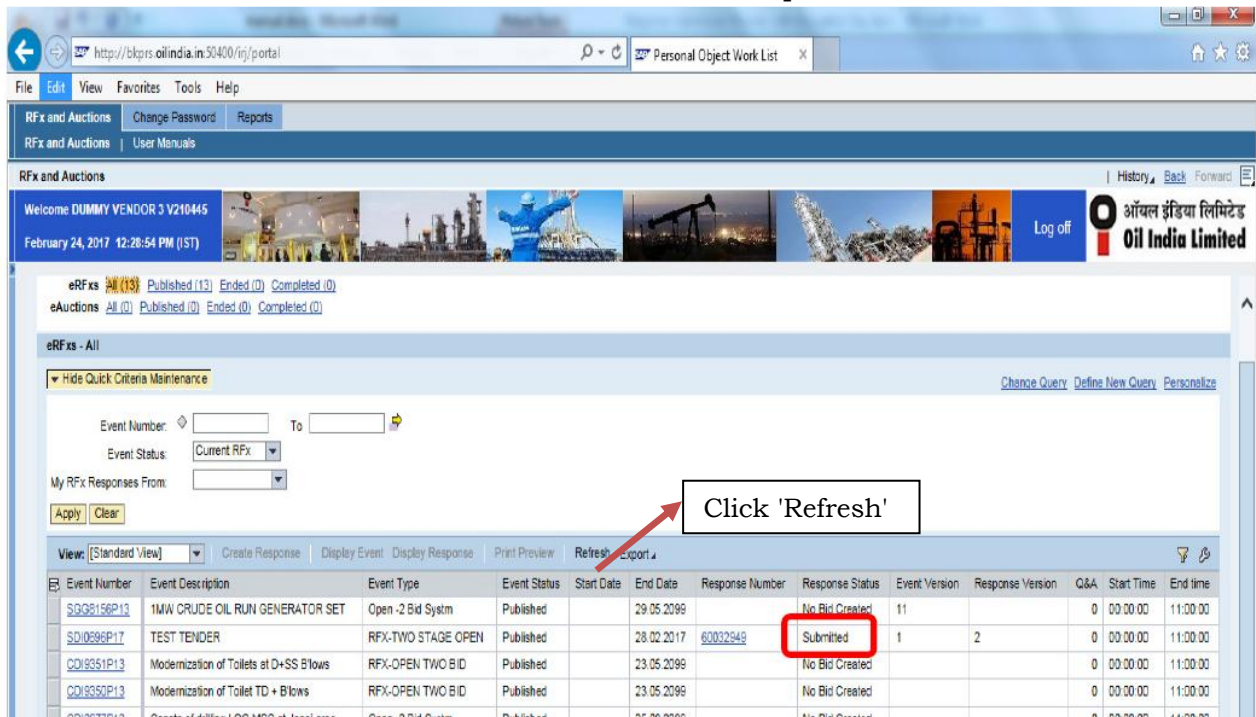 http://bkprs.oilindia.in:50400/irj/portal
Personal Object Work List
File Edit View Favorites Tools Help
RFx and Auctions Change Password Reports
RFx and Auctions | User Manuals
RFx and Auctions | History Back Forward
Welcome DUMMY VENDOR 3 V210445
February 24, 2017 12:28:54 PM (IST)
Log off
ऑयल इंडिया लिमिटेड
Oil India Limited
eRFxs All (13) Published (13) Ended (0) Completed (0)
eAuctions All (0) Published (0) Ended (0) Completed (0)
eRFxs - All
Hide Quick Criteria Maintenance Change Query Define New Query Personalize
Event Number: To
Event Status: Current RFx
My RFx Responses From:
Apply Clear
Click 'Refresh'
View: [Standard View] Create Response Display Event Display Response Print Preview Refresh Export
Event Number Event Description Event Type Event Status Start Date End Date Response Number Response Status Event Version Response Version Q&A Start Time End time
SGG8156P13 1MW CRUDE OIL RUN GENERATOR SET Open -2 Bid Systm Published 29.05.2099 No Bid Created 11 0 00:00:00 11:00:00
SDI0696P17 TEST TENDER RFX-TWO STAGE OPEN Published 28.02.2017 60032949 Submitted 1 2 0 00:00:00 11:00:00
CDI9351P13 Modernization of Toilets at D+SS B'lows RFX-OPEN TWO BID Published 23.05.2099 No Bid Created 0 00:00:00 11:00:00
CDI9350P13 Modernization of Toilet TD + B'lows RFX-OPEN TWO BID Published 23.05.2099 No Bid Created 0 00:00:00 11:00:00